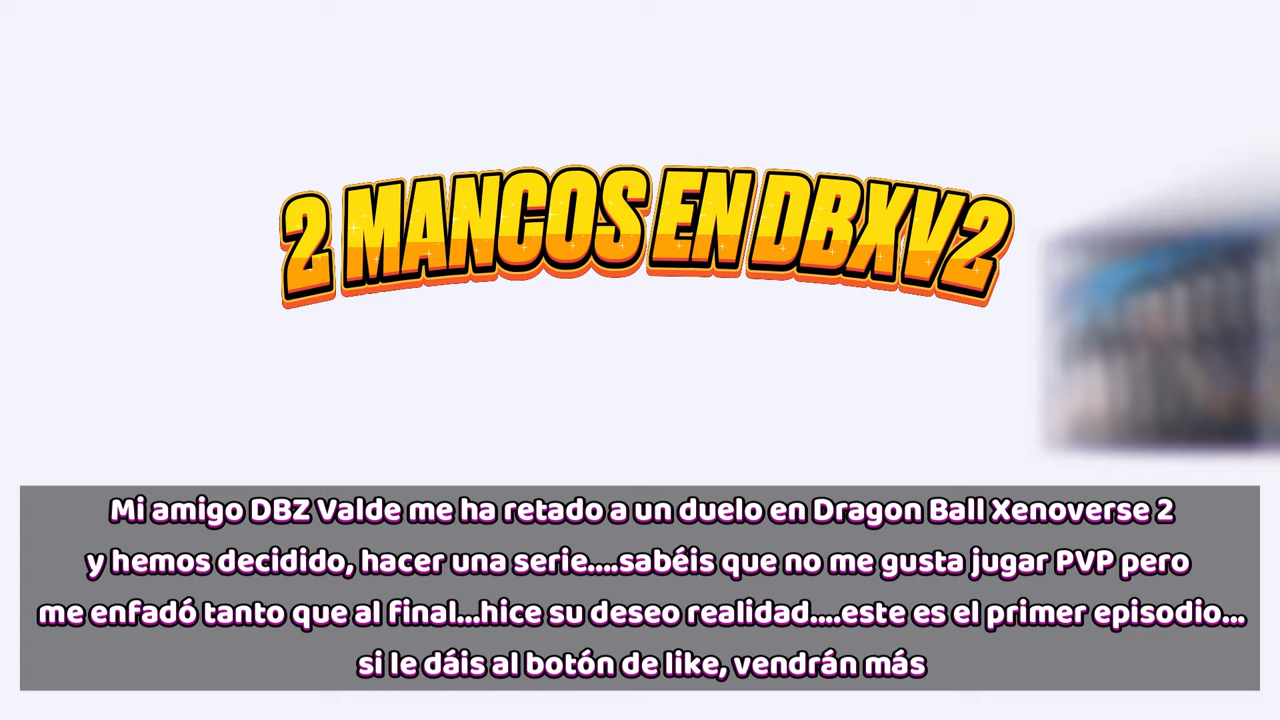 2 MANCOS EN DBXV2
Mi amigo DBZ Valde me ha retado a un duelo en Dragon Ball Xenoverse 2
y hemos decidido, hacer una serie....sabéis que no me gusta jugar PVP pero
me enfadó tanto que al final...hice su deseo realidad....este es el primer episodio...
si le dáis al botón de like, vendrán más